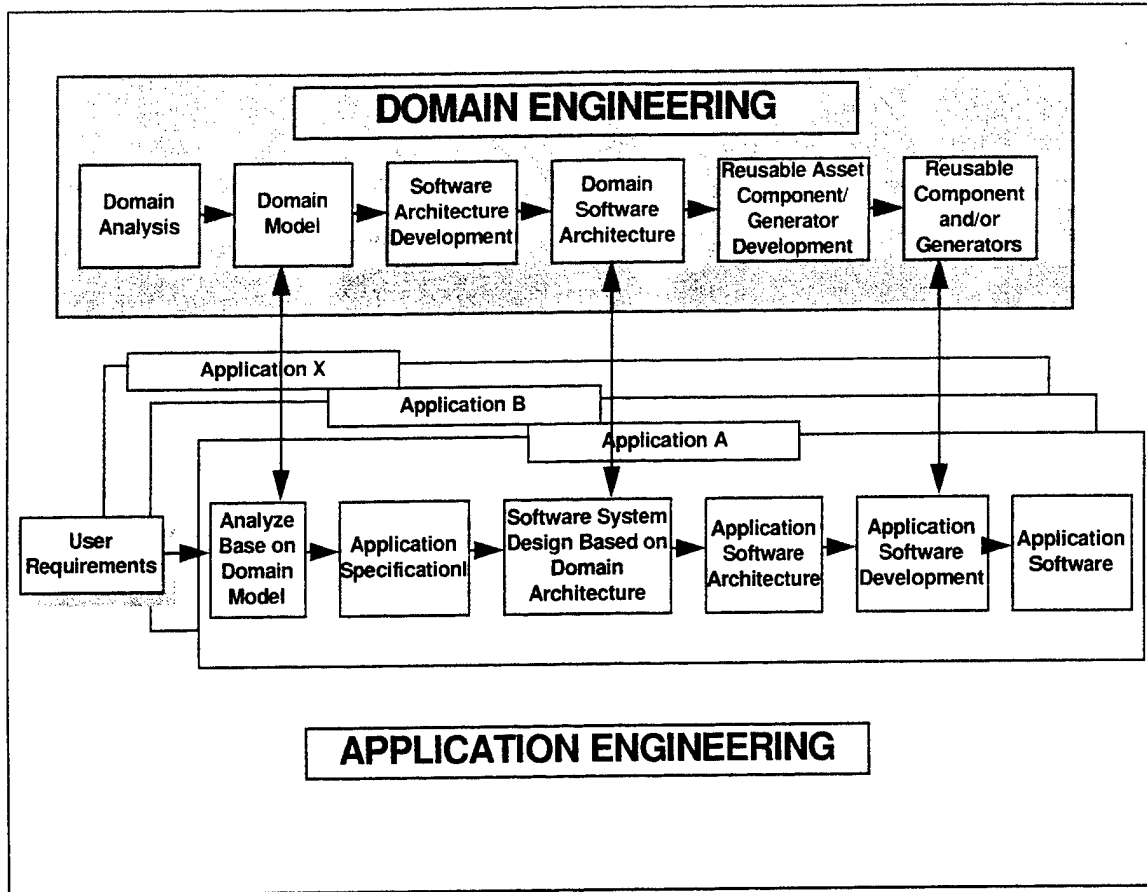 DOMAIN ENGINEERING
Domain
Analysis
Domain
Model
Software
Architecture
Development
Domain
Software
Architecture
Reusable Asset
Component/
Generator
Development
Reusable
Component
and/or
Generators
Application X
Application B
Application A
User
Requirements
Analyze
Base on
Domain
Model
Application
Specificationl
Software System
Design Based on
Domain
Architecture
Application
Software
Architecture
Application
Software
Development
Application
Software
APPLICATION ENGINEERING